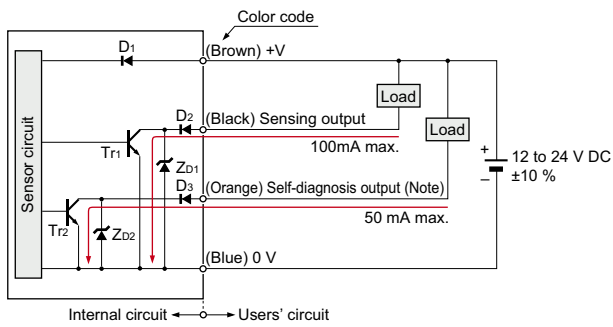 Color code
D1
(Brown) +V
Load
D2
(Black) Sensing output
Load
100mA max.
Tr1
ZD1
Sensor circuit
+
12 to 24 V DC
–
±10 %
D3
(Orange) Self-diagnosis output (Note)
50 mA max.
Tr2
ZD2
(Blue) 0 V
Internal circuit
Users' circuit